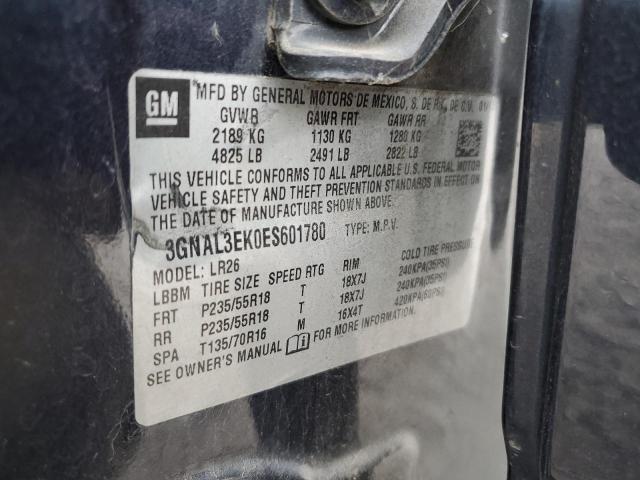 GM
MFD BY GENERAL MOTORS DE MEXICO, S. DE R.L. DE C.V.
GVWR GAWR FRT GAWR RR
2189 KG 1130 KG 1280 KG
4825 LB 2491 LB 2822 LB
THIS VEHICLE CONFORMS TO ALL APPLICABLE U.S. FEDERAL MOTOR
VEHICLE SAFETY AND THEFT PREVENTION STANDARDS IN EFFECT ON
THE DATE OF MANUFACTURE SHOWN ABOVE.
3GNAL3EK0ES601780 TYPE: M.P.V.
MODEL: LR26
LBBM TIRE SIZE SPEED RTG RIM COLD TIRE PRESSURE
FRT P235/55R18 T 18X7J 240KPA(35PSI)
RR P235/55R18 T 18X7J 240KPA(35PSI)
SPA T135/70R16 M 16X4T 420KPA(60PSI)
SEE OWNER'S MANUAL FOR MORE INFORMATION.